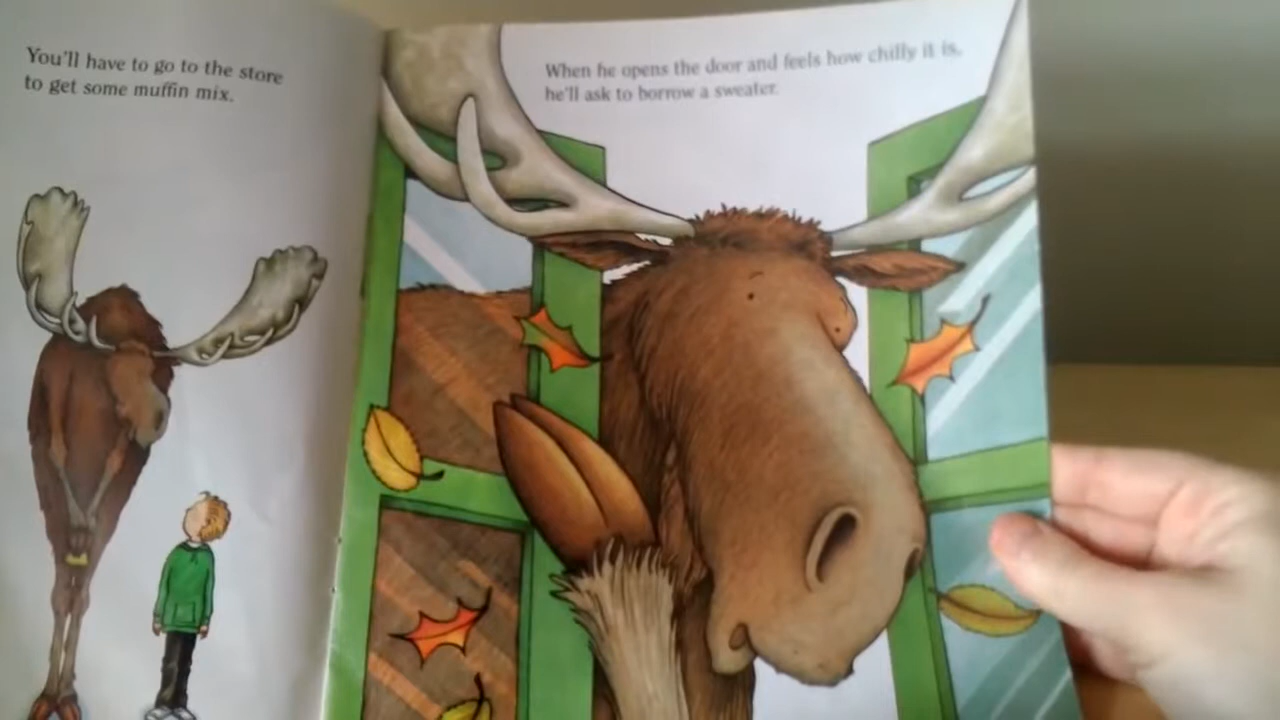 You'll have to go to the store
to get some muffin mix.
When he opens the door and feels how chilly it is,
he'll ask to borrow a sweater.